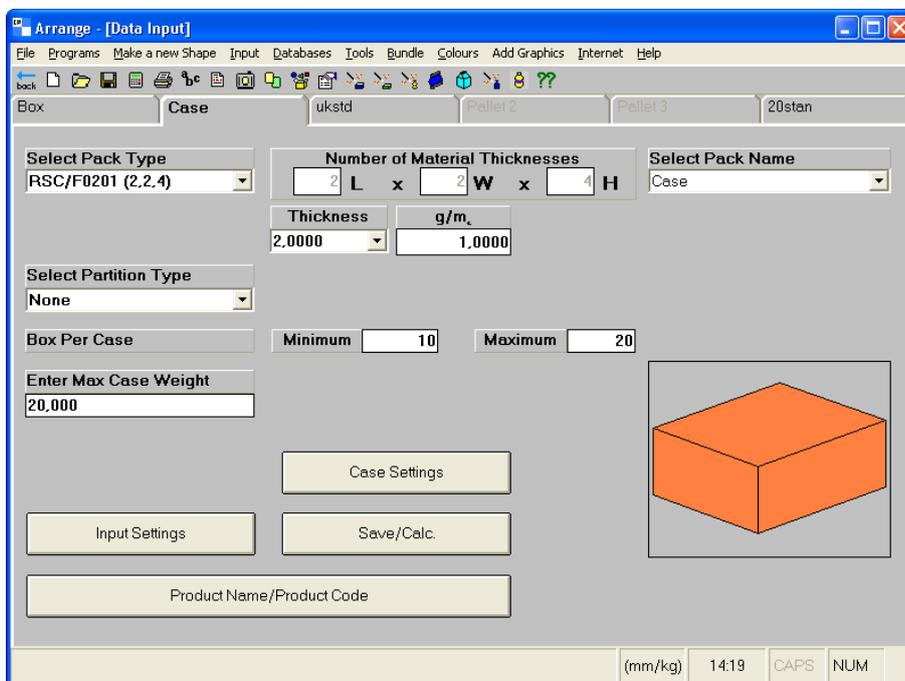 Arrange - [Data Input]
File Programs Make a new Shape Input Databases Tools Bundle Colours Add Graphics Internet Help
back abc ??
Box Case ukstd Pallet 2 Pallet 3 20stan
Select Pack Type Number of Material Thicknesses Select Pack Name
RSC/F0201 (2,2,4) 2 L x 2 W x 4 H Case
Thickness g/m
2,0000 1,0000
Select Partition Type
None
Box Per Case Minimum 10 Maximum 20
Enter Max Case Weight
20,000
Case Settings
Input Settings Save/Calc.
Product Name/Product Code
(mm/kg) 14:19 CAPS NUM